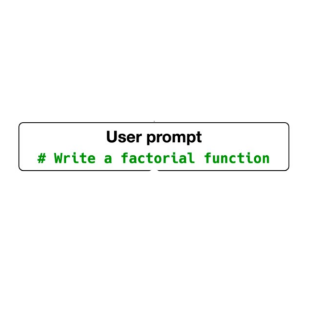 User prompt
# Write a factorial function